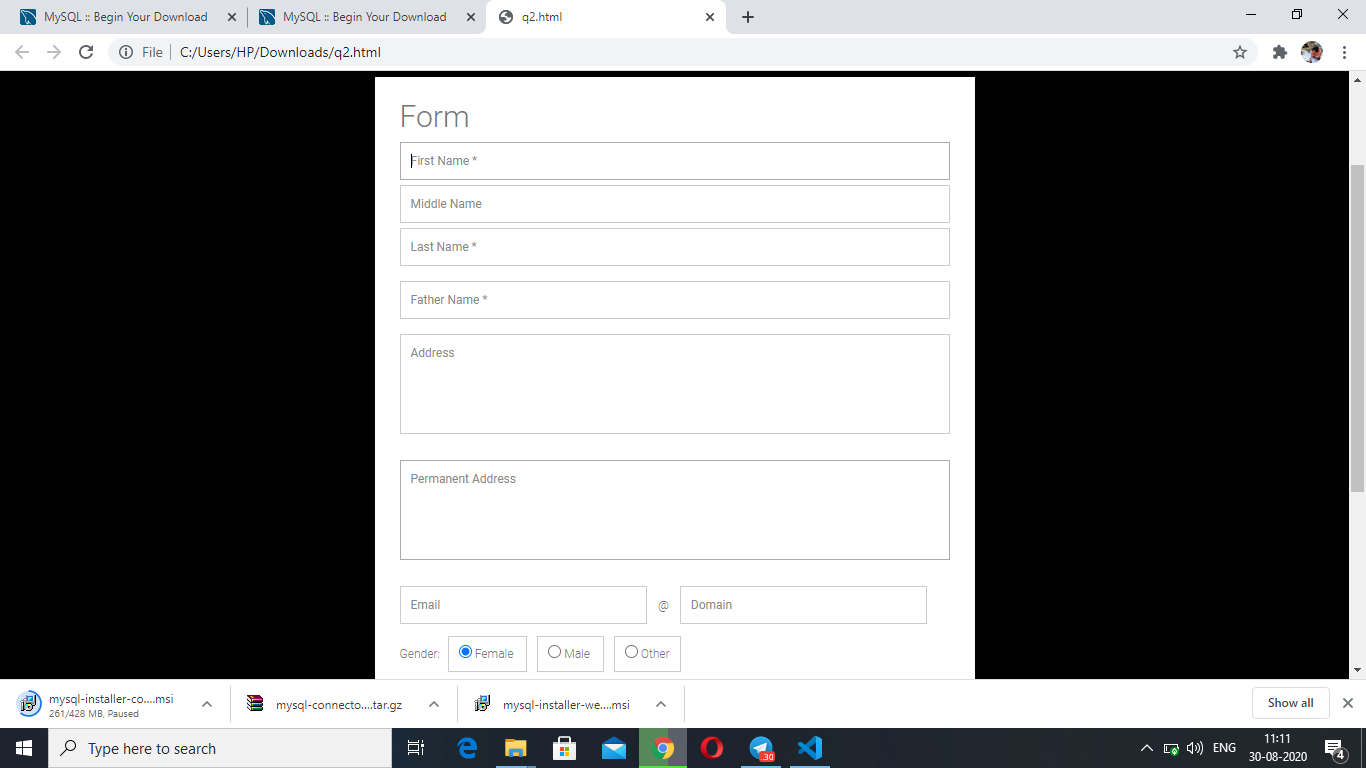 MySQL :: Begin Your Download
MySQL :: Begin Your Download
q2.html
File
C:/Users/HP/Downloads/q2.html
Form
First Name *
Middle Name
Last Name *
Father Name *
Address
Permanent Address
Email
@
Domain
Gender:
Female
Male
Other
mysql-installer-co....msi
261/428 MB, Paused
mysql-connecto....tar.gz
mysql-installer-we....msi
Show all
Type here to search
.30
ENG
11:11
30-08-2020
4